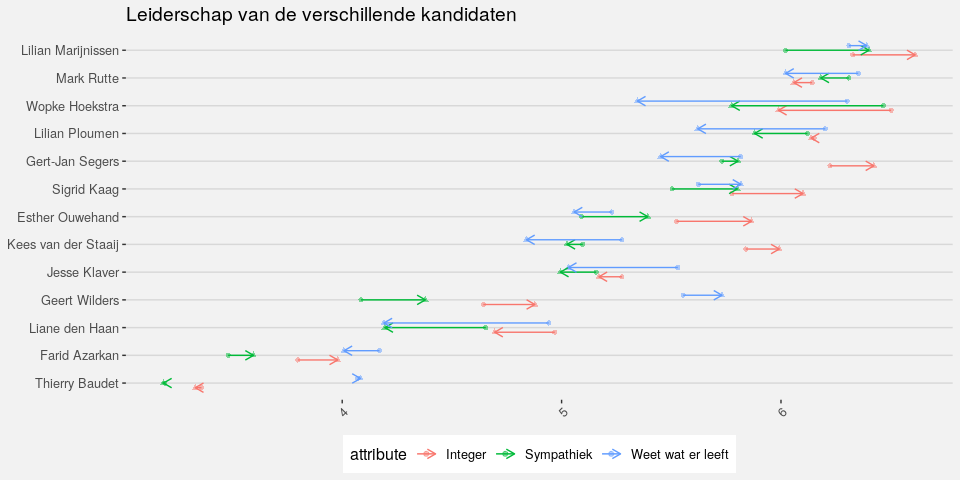 Leiderschap van de verschillende kandidaten
Lilian Marijnissen
Mark Rutte
Wopke Hoekstra
Lilian Ploumen
Gert-Jan Segers
Sigrid Kaag
Esther Ouwehand
Kees van der Staaij
Jesse Klaver
Geert Wilders
Liane den Haan
Farid Azarkan
Thierry Baudet
4 5 6
attribute Integer Sympathiek Weet wat er leeft